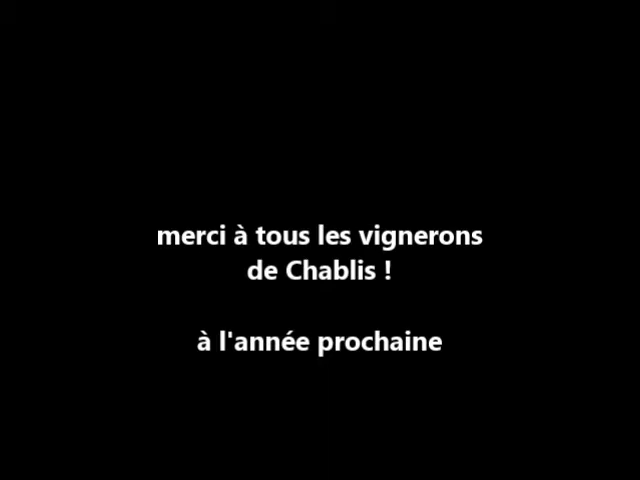 merci à tous les vignerons
de Chablis !
à l'année prochaine